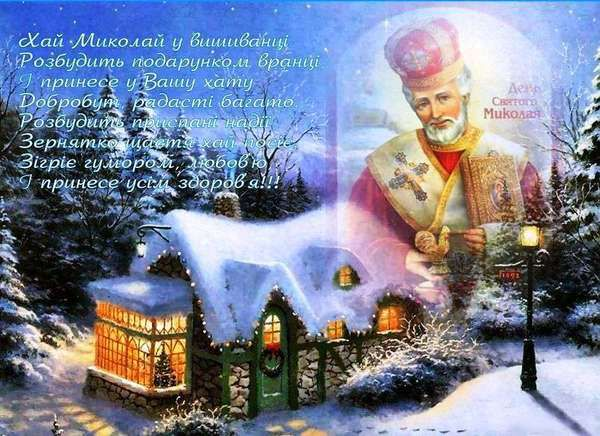 Хай Миколай у вишиванці
Розбудить подарунком вранці.
І принесе у Вашу хату
Добробут, радасті багато.
Розбудить приспані надії,
Зернятко щастя хай посіє,
Зігріє гумором, любов'ю
І принесе усім здоров'я!!!
День
Святого
Миколая